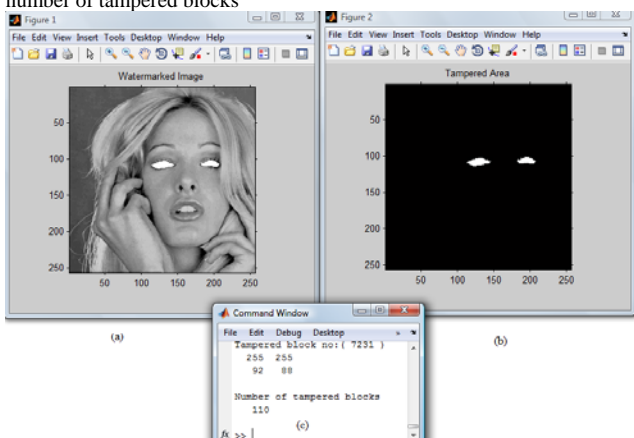 number of tampered blocks
Figure 1
File Edit View Insert Tools Desktop Window Help
Watermarked Image
50
100
150
200
250
50 100 150 200 250
(a)
Figure 2
File Edit View Insert Tools Desktop Window Help
Tampered Area
50
100
150
200
250
50 100 150 200 250
(b)
Command Window
File Edit Debug Desktop
Tampered block no:( 7231 )
255 255
92 88
Number of tampered blocks
110
(c)
fx >>